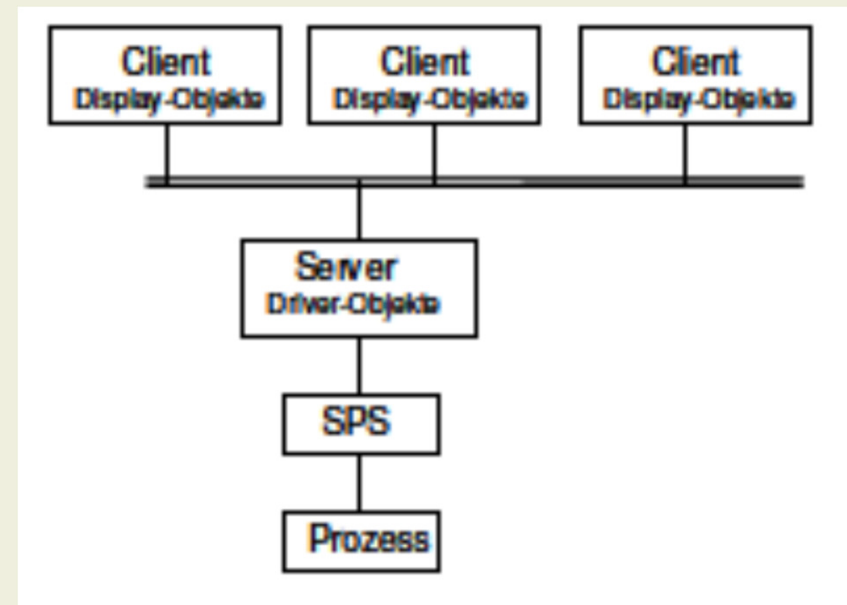 Client
Display-Objekte
Client
Display-Objekte
Client
Display-Objekte
Server
Driver-Objekte
SPS
Prozess